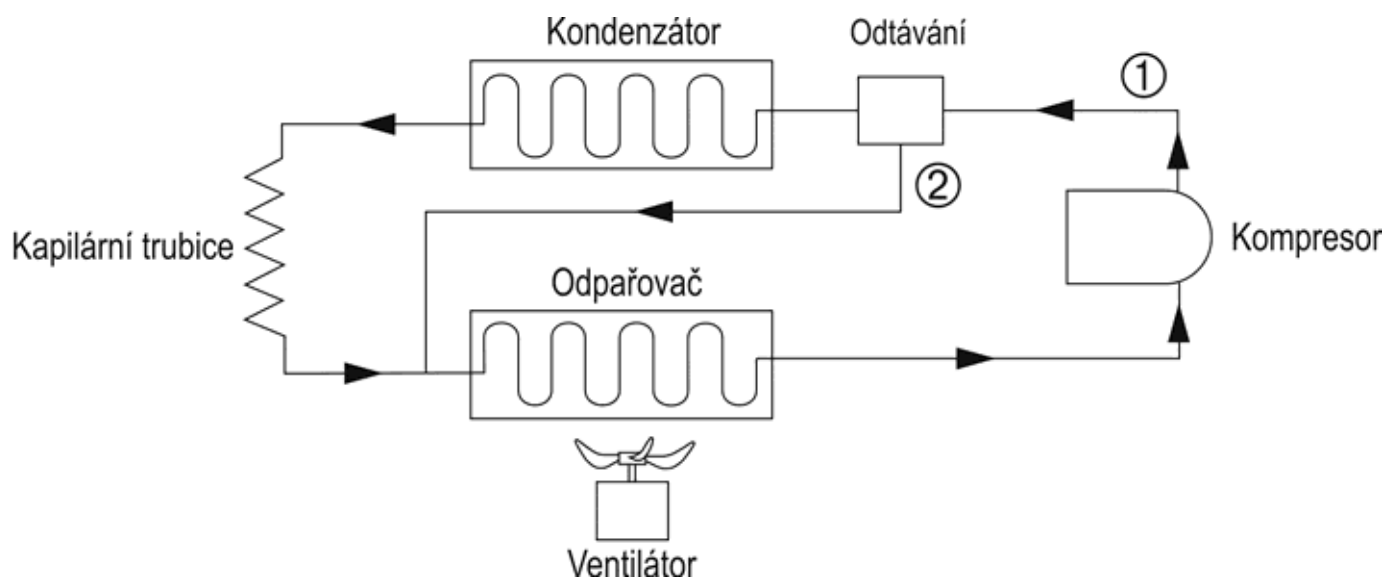 Kondenzátor
Odtávání
①
②
Kapilární trubice
Kompresor
Odpařovač
Ventilátor